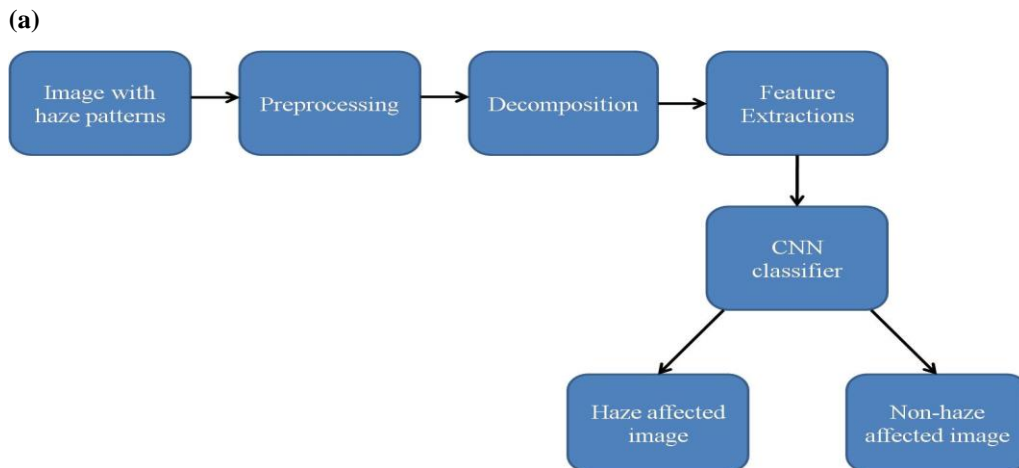 (a)
Image with
haze patterns
Preprocessing
Decomposition
Feature
Extractions
CNN
classifier
Haze affected
image
Non-haze
affected image